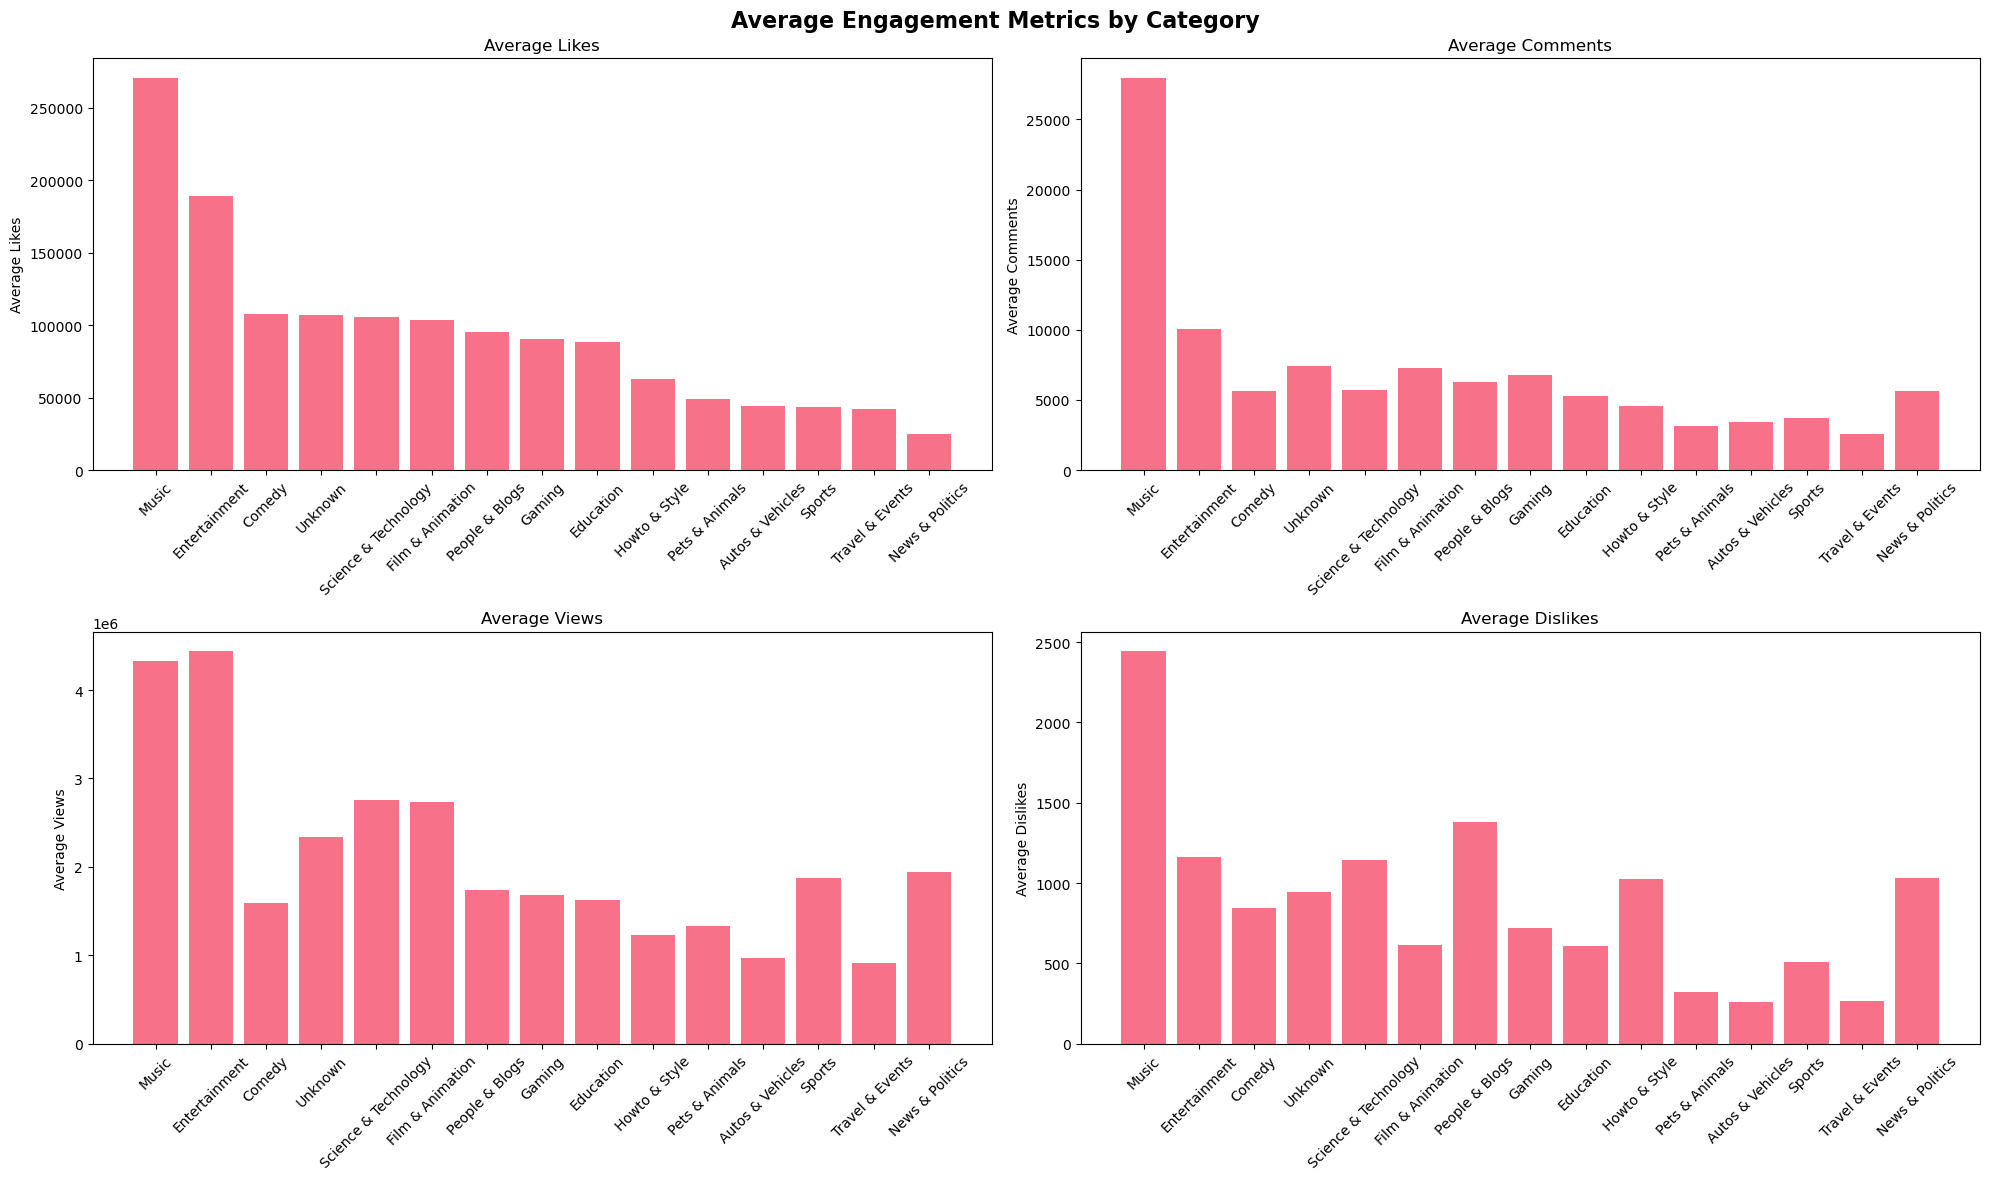 Average Engagement Metrics by Category
Average Likes
Average Likes
250000
200000
150000
100000
50000
0
Music
Entertainment
Comedy
Unknown
Science & Technology
Film & Animation
People & Blogs
Gaming
Education
Howto & Style
Pets & Animals
Autos & Vehicles
Sports
Travel & Events
News & Politics
Average Comments
Average Comments
25000
20000
15000
10000
5000
0
Music
Entertainment
Comedy
Unknown
Science & Technology
Film & Animation
People & Blogs
Gaming
Education
Howto & Style
Pets & Animals
Autos & Vehicles
Sports
Travel & Events
News & Politics
Average Views
1e6
Average Views
4
3
2
1
0
Music
Entertainment
Comedy
Unknown
Science & Technology
Film & Animation
People & Blogs
Gaming
Education
Howto & Style
Pets & Animals
Autos & Vehicles
Sports
Travel & Events
News & Politics
Average Dislikes
Average Dislikes
2500
2000
1500
1000
500
0
Music
Entertainment
Comedy
Unknown
Science & Technology
Film & Animation
People & Blogs
Gaming
Education
Howto & Style
Pets & Animals
Autos & Vehicles
Sports
Travel & Events
News & Politics